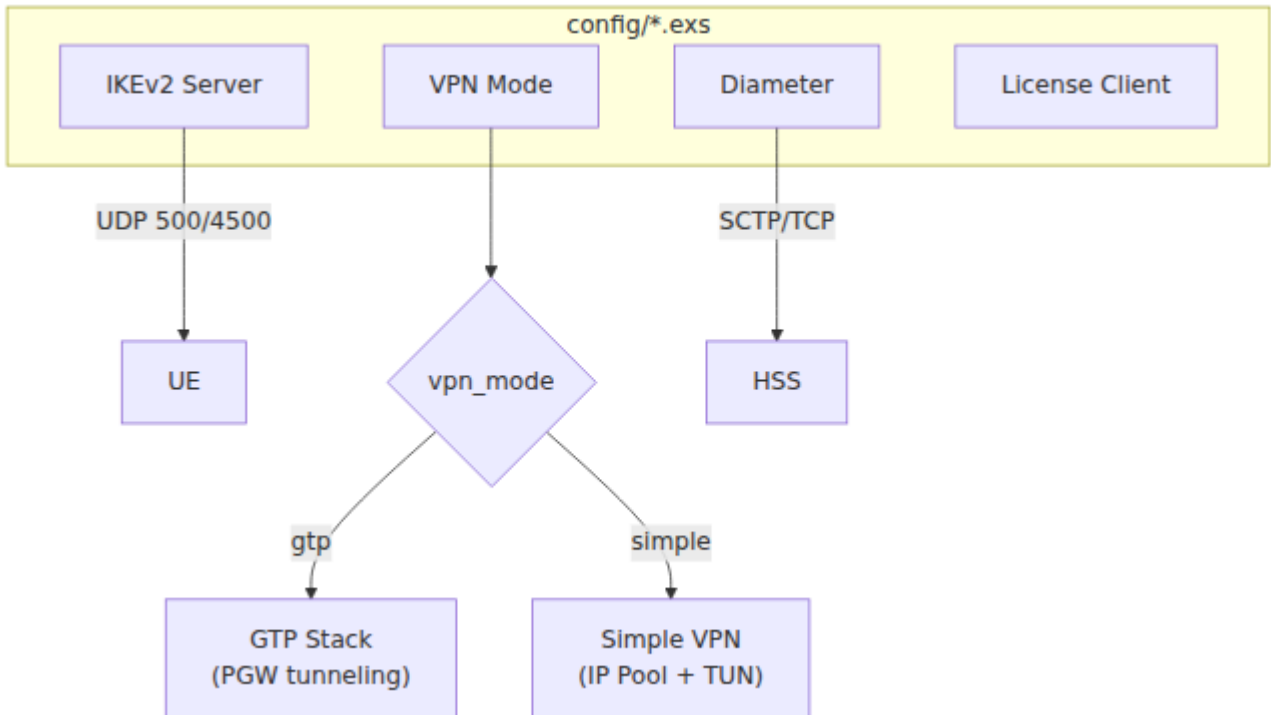 config/*.exs
IKEv2 Server
VPN Mode
Diameter
License Client
UDP 500/4500
SCTP/TCP
UE
vpn_mode
HSS
gtp
simple
GTP Stack
(PGW tunneling)
Simple VPN
(IP Pool + TUN)